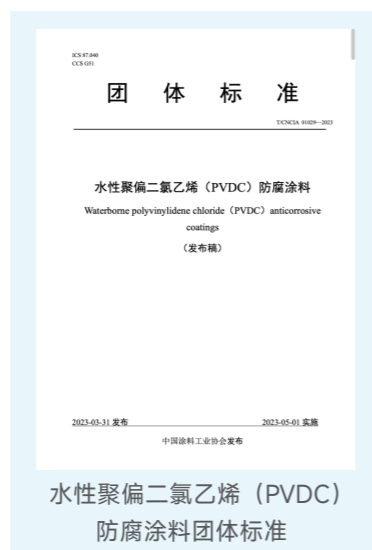 ICS 87.040
CCS G51
团 体 标 准
T/CNCIA 01029—2023
水性聚偏二氯乙烯（PVDC）防腐涂料
Waterborne polyvinylidene chloride（PVDC）anticorrosive
coatings
（发布稿）
2023-03-31 发布 2023-05-01 实施
中国涂料工业协会发布
水性聚偏二氯乙烯（PVDC）
防腐涂料团体标准